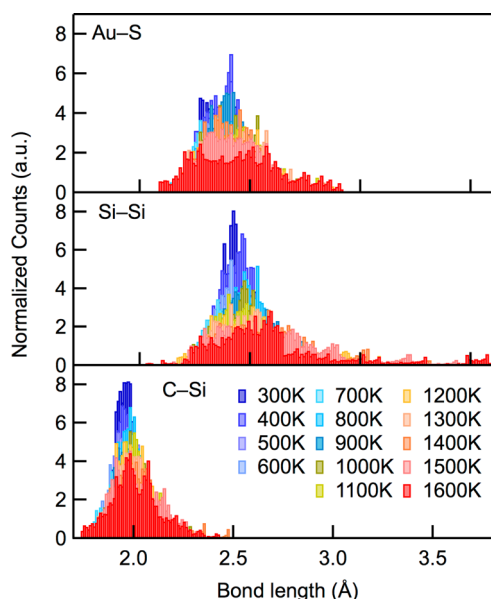 Au–S
8
6
4
2
0
Si–Si
8
6
4
2
0
Normalized Counts (a.u.)
C–Si
8
6
4
2
0
300K 700K 1200K
400K 800K 1300K
500K 900K 1400K
600K 1000K 1500K
1100K 1600K
2.0 2.5 3.0 3.5
Bond length (Å)